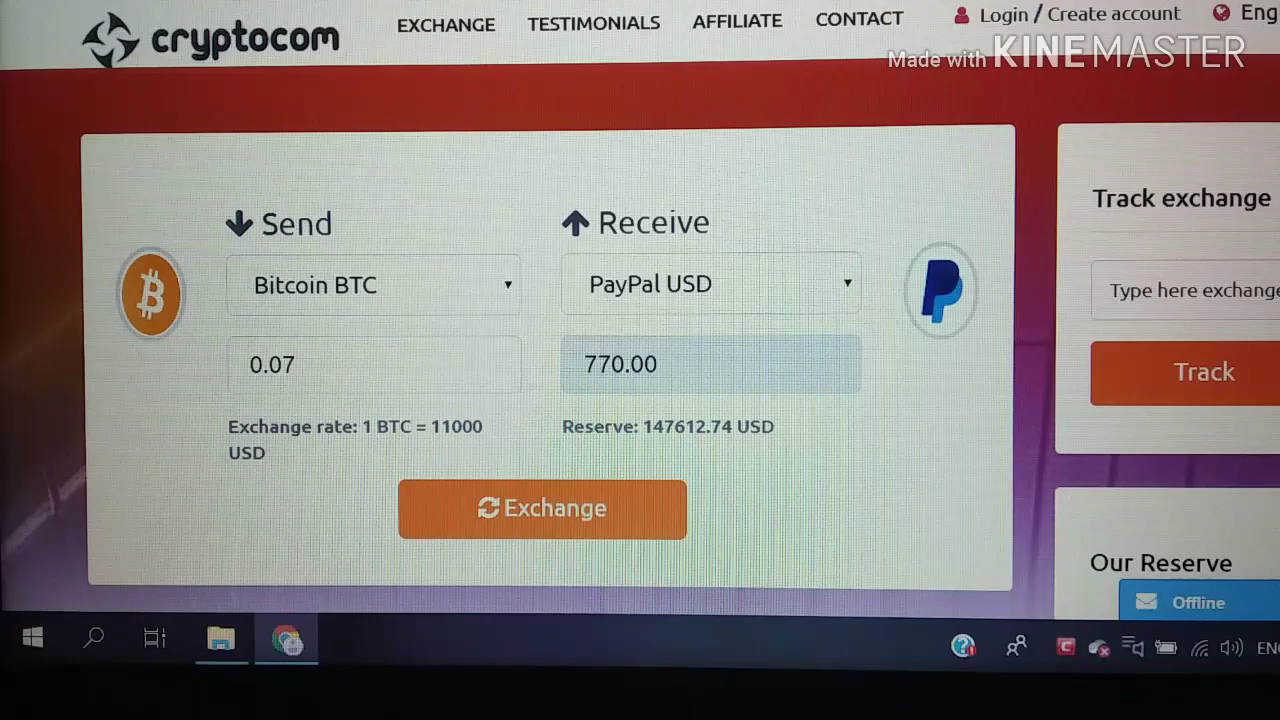 cryptocom
EXCHANGE
TESTIMONIALS
AFFILIATE
CONTACT
Login / Create account
Eng
Made with KINEMASTER
Send
Receive
Bitcoin BTC
PayPal USD
0.07
770.00
Exchange rate: 1 BTC = 11000
USD
Reserve: 147612.74 USD
Exchange
Track exchange
Type here exchange
Track
Our Reserve
Offline
ENG